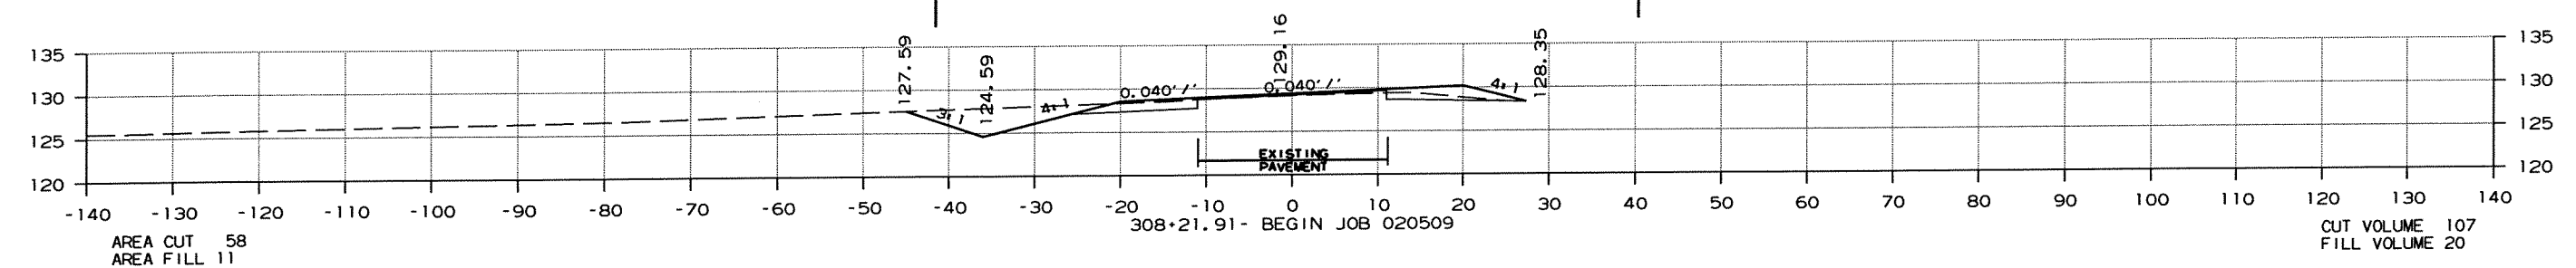 129.16
127.59
124.59
128.35
135
135
130
130
125
125
120
120
0.040'/'
0.040'/'
3:1
4:1
4:1
EXISTING
PAVEMENT
-140 -130 -120 -110 -100 -90 -80 -70 -60 -50 -40 -30 -20 -10 0 10 20 30 40 50 60 70 80 90 100 110 120 130 140
308+21.91- BEGIN JOB 020509
AREA CUT 58
AREA FILL 11
CUT VOLUME 107
FILL VOLUME 20